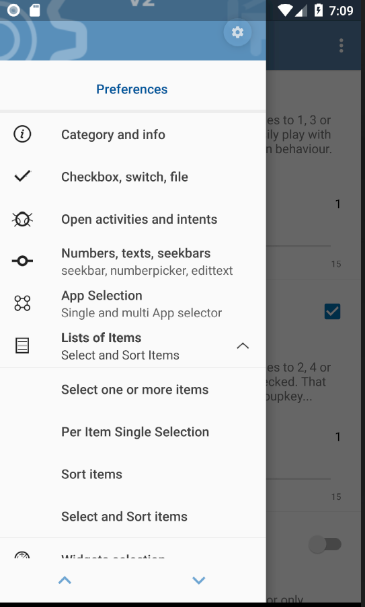 V2
7:09
Preferences
Category and info
Checkbox, switch, file
Open activities and intents
Numbers, texts, seekbars
seekbar, numberpicker, edittext
App Selection
Single and multi App selector
Lists of Items
Select and Sort Items
Select one or more items
Per Item Single Selection
Sort items
Select and Sort items
Widgets selection
es to 1, 3 or
ily play with
n behaviour.
1
15
es to 2, 4 or
cked. That
oupkey...
1
15
or only